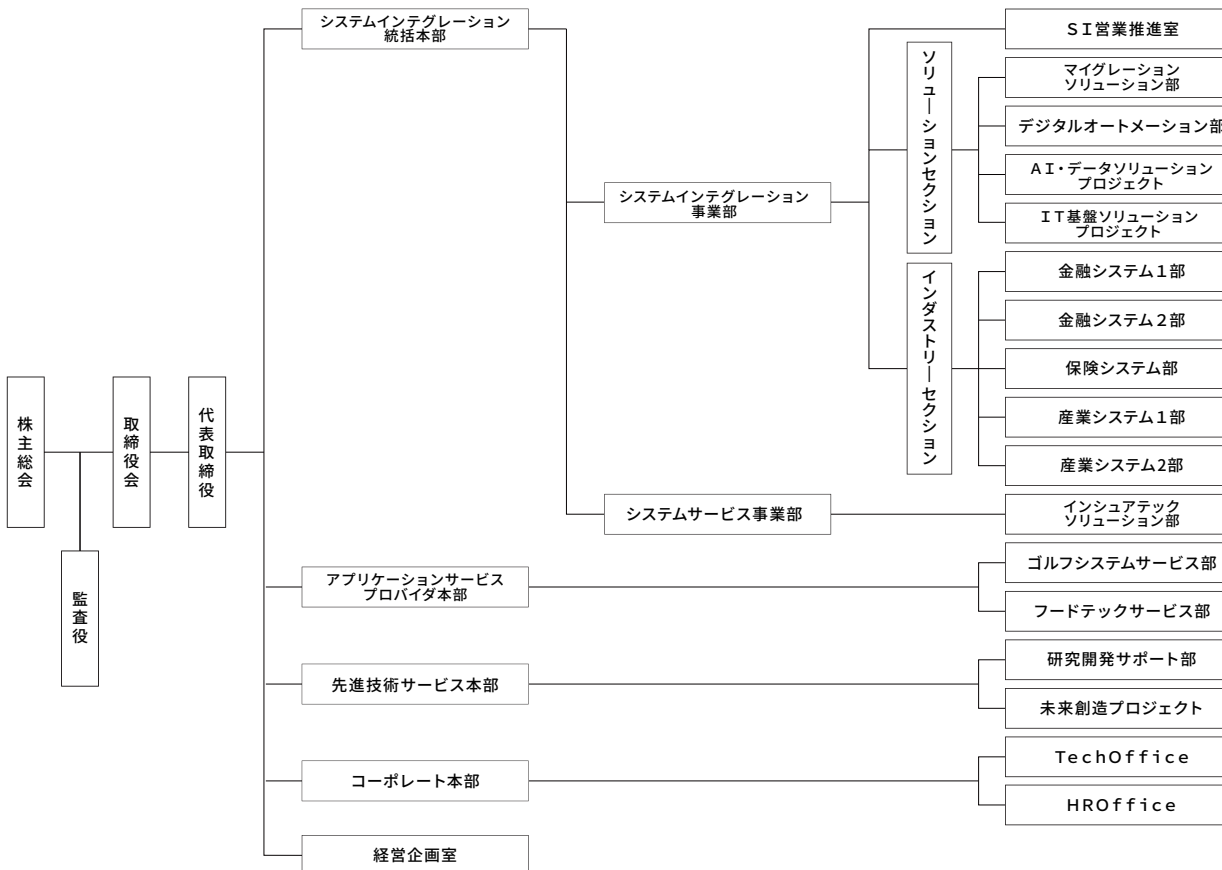 株主総会
監査役
取締役会
代表取締役
システムインテグレーション
統括本部
システムインテグレーション
事業部
ＳＩ営業推進室
ソリューションセクション
マイグレーション
ソリューション部
デジタルオートメーション部
ＡＩ・データソリューション
プロジェクト
ＩＴ基盤ソリューション
プロジェクト
インダストリーセクション
金融システム１部
金融システム２部
保険システム部
産業システム１部
産業システム2部
システムサービス事業部
インシュアテック
ソリューション部
アプリケーションサービス
プロバイダ本部
ゴルフシステムサービス部
フードテックサービス部
先進技術サービス本部
研究開発サポート部
未来創造プロジェクト
コーポレート本部
ＴｅｃｈＯｆｆｉｃｅ
ＨＲＯｆｆｉｃｅ
経営企画室